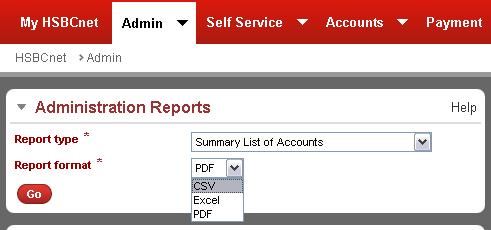 My HSBCnet Admin Self Service Accounts Payment
HSBCnet > Admin
Administration Reports Help
Report type * Summary List of Accounts
Report format * PDF
CSV
Go Excel
PDF